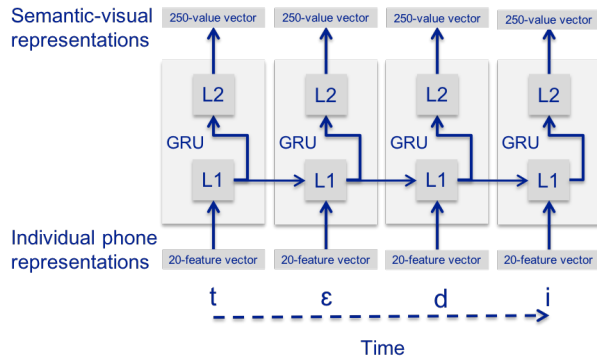 Semantic-visual
representations
250-value vector 250-value vector 250-value vector 250-value vector
L2 L2 L2 L2
GRU GRU GRU GRU
L1 L1 L1 L1
Individual phone
representations
20-feature vector 20-feature vector 20-feature vector 20-feature vector
t ε d i
Time